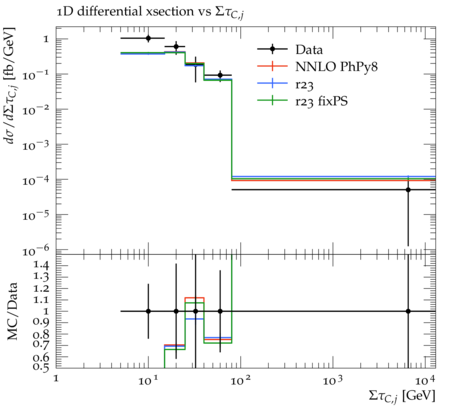 1D differential xsection vs Στ_{C,j}
dσ/dΣτ_{C,j} [fb/GeV]
1
10^{−1}
10^{−2}
10^{−3}
10^{−4}
10^{−5}
10^{−6}
Data
NNLO PhPy8
r23
r23 fixPS
MC/Data
1.4
1.3
1.2
1.1
1
0.9
0.8
0.7
0.6
0.5
1 10^{1} 10^{2} 10^{3} 10^{4}
Στ_{C,j} [GeV]